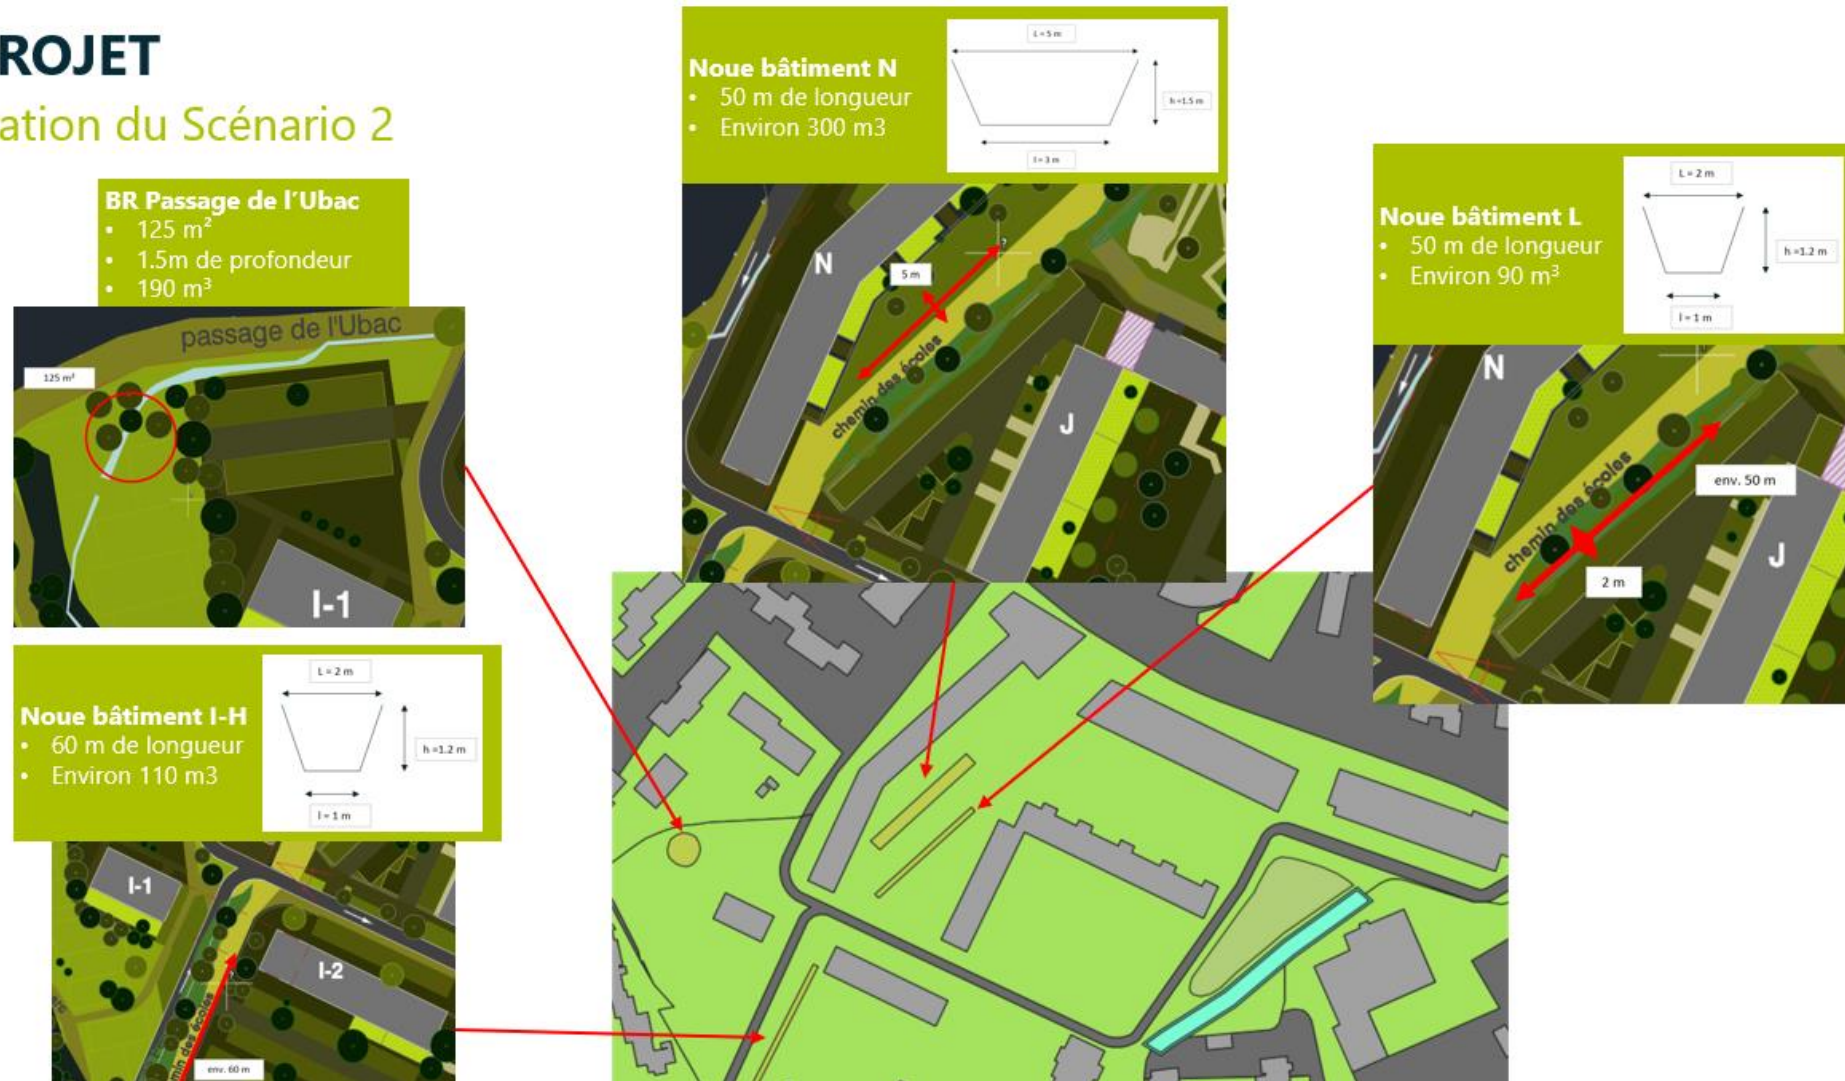 ROJET
ation du Scénario 2
BR Passage de l’Ubac
• 125 m²
• 1.5m de profondeur
• 190 m³
passage de l'Ubac
125 m²
I-1
Noue bâtiment I-H
• 60 m de longueur
• Environ 110 m3
L = 2 m
h =1.2 m
l = 1 m
I-1
I-2
env. 60 m
Noue bâtiment N
• 50 m de longueur
• Environ 300 m3
L = 5 m
h =1.5 m
l = 3 m
N
5 m
?
chemin des écoles
J
Noue bâtiment L
• 50 m de longueur
• Environ 90 m³
L = 2 m
h =1.2 m
l = 1 m
N
chemin des écoles
env. 50 m
2 m
J